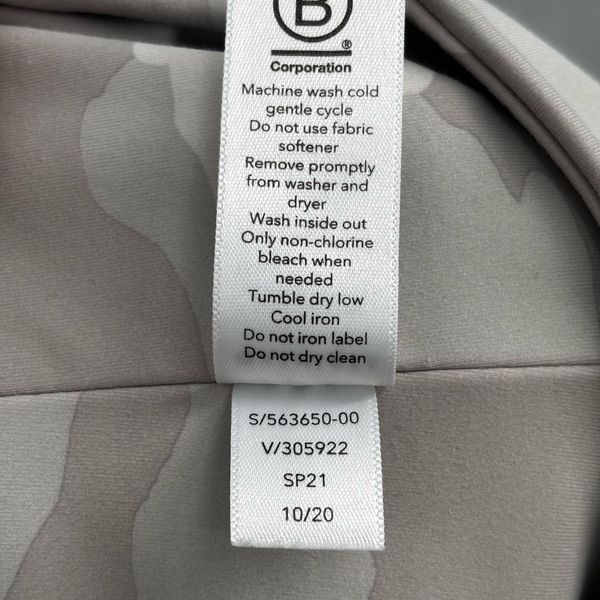 B
®
Corporation
Machine wash cold
gentle cycle
Do not use fabric
softener
Remove promptly
from washer and
dryer
Wash inside out
Only non-chlorine
bleach when
needed
Tumble dry low
Cool iron
Do not iron label
Do not dry clean
S/563650-00
V/305922
SP21
10/20